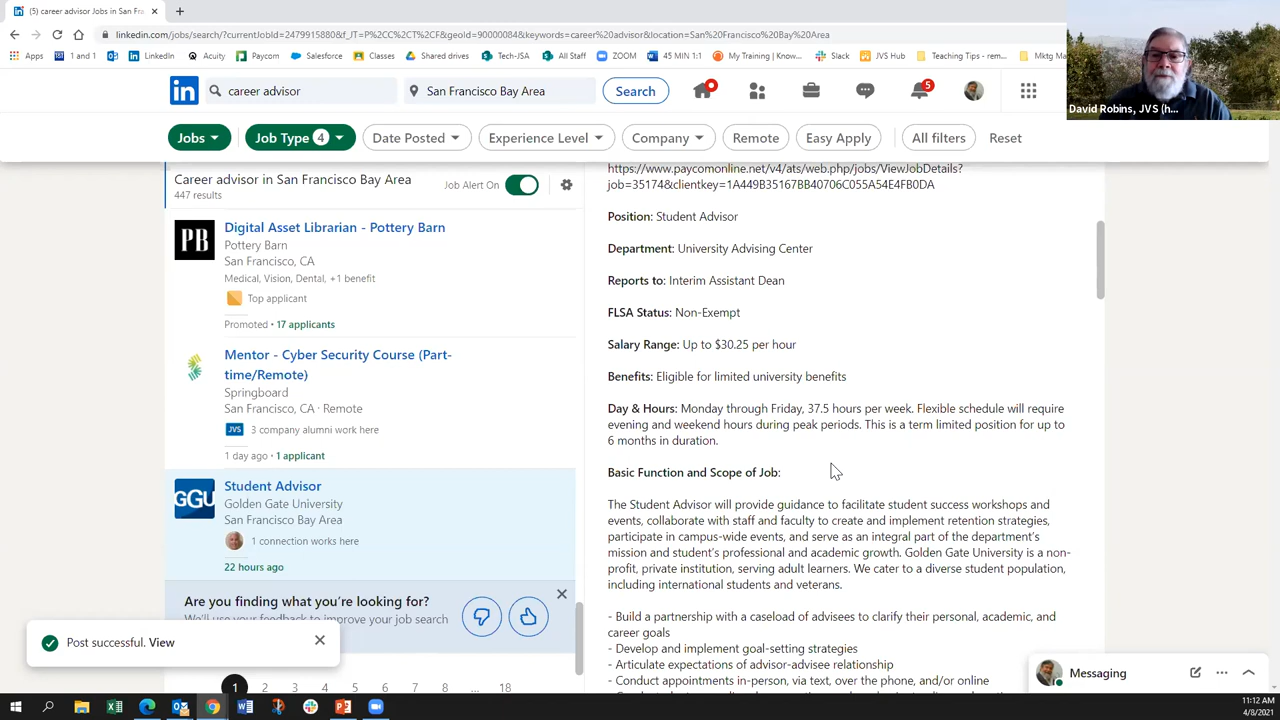 (5) career advisor Jobs in San Fra
linkedin.com/jobs/search/?currentJobId=2479915880&f_JT=P%2CC%2CT%2CF&geoId=90000084&keywords=career%20advisor&location=San%20Francisco%20Bay%20Area
Apps 1 and 1 LinkedIn Acuity Paycom Salesforce Classes Shared drives Tech-JSA All Staff ZOOM 45 MIN 1:1 My Training | Know... Slack JVS Hub Teaching Tips - rem... Mktg Ma
in career advisor San Francisco Bay Area Search 5
David Robins, JVS (h...
Jobs Job Type 4 Date Posted Experience Level Company Remote Easy Apply All filters Reset
Career advisor in San Francisco Bay Area
447 results
Job Alert On
PB
Digital Asset Librarian - Pottery Barn
Pottery Barn
San Francisco, CA
Medical, Vision, Dental, +1 benefit
Top applicant
Promoted • 17 applicants
Mentor - Cyber Security Course (Part-
time/Remote)
Springboard
San Francisco, CA · Remote
JVS 3 company alumni work here
1 day ago • 1 applicant
GGU
Student Advisor
Golden Gate University
San Francisco Bay Area
1 connection works here
22 hours ago
Are you finding what you're looking for?
We'll use your feedback to improve your job search
Post successful. View
1 2 3 4 5 6 7 8 ... 18
https://www.paycomonline.net/v4/ats/web.php/jobs/ViewJobDetails?
job=35174&clientkey=1A449B35167BB40706C055A54E4FB0DA
Position: Student Advisor
Department: University Advising Center
Reports to: Interim Assistant Dean
FLSA Status: Non-Exempt
Salary Range: Up to $30.25 per hour
Benefits: Eligible for limited university benefits
Day & Hours: Monday through Friday, 37.5 hours per week. Flexible schedule will require
evening and weekend hours during peak periods. This is a term limited position for up to
6 months in duration.
Basic Function and Scope of Job:
The Student Advisor will provide guidance to facilitate student success workshops and
events, collaborate with staff and faculty to create and implement retention strategies,
participate in campus-wide events, and serve as an integral part of the department's
mission and student's professional and academic growth. Golden Gate University is a non-
profit, private institution, serving adult learners. We cater to a diverse student population,
including international students and veterans.
- Build a partnership with a caseload of advisees to clarify their personal, academic, and
career goals
- Develop and implement goal-setting strategies
- Articulate expectations of advisor-advisee relationship
- Conduct appointments in-person, via text, over the phone, and/or online
Messaging
11:12 AM
4/8/2021